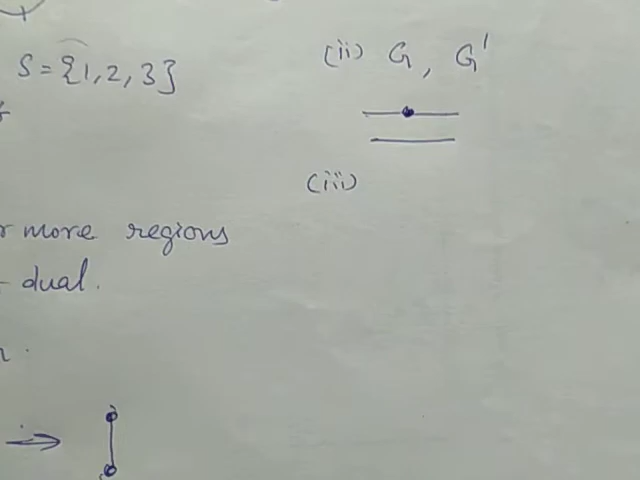 S = {1, 2, 3}
(ii) G, G'
(iii)
more regions
dual.